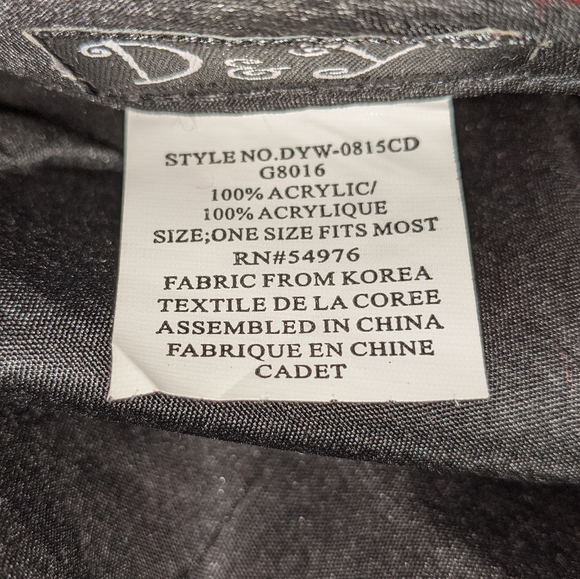 D & Y
STYLE NO.DYW-0815CD
G8016
100% ACRYLIC/
100% ACRYLIQUE
SIZE;ONE SIZE FITS MOST
RN#54976
FABRIC FROM KOREA
TEXTILE DE LA COREE
ASSEMBLED IN CHINA
FABRIQUE EN CHINE
CADET